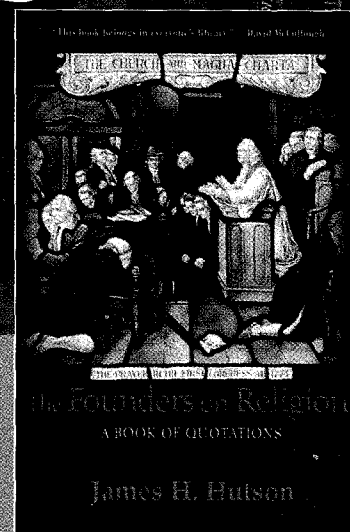 "This book belongs in everyone's library." David McCullough
THE CHURCH AND MAGNA CHARTA
THE PRAYER IN THE FIRST CONGRESS A.D. 1774
The Founders on Religion
A BOOK OF QUOTATIONS
James H. Hutson